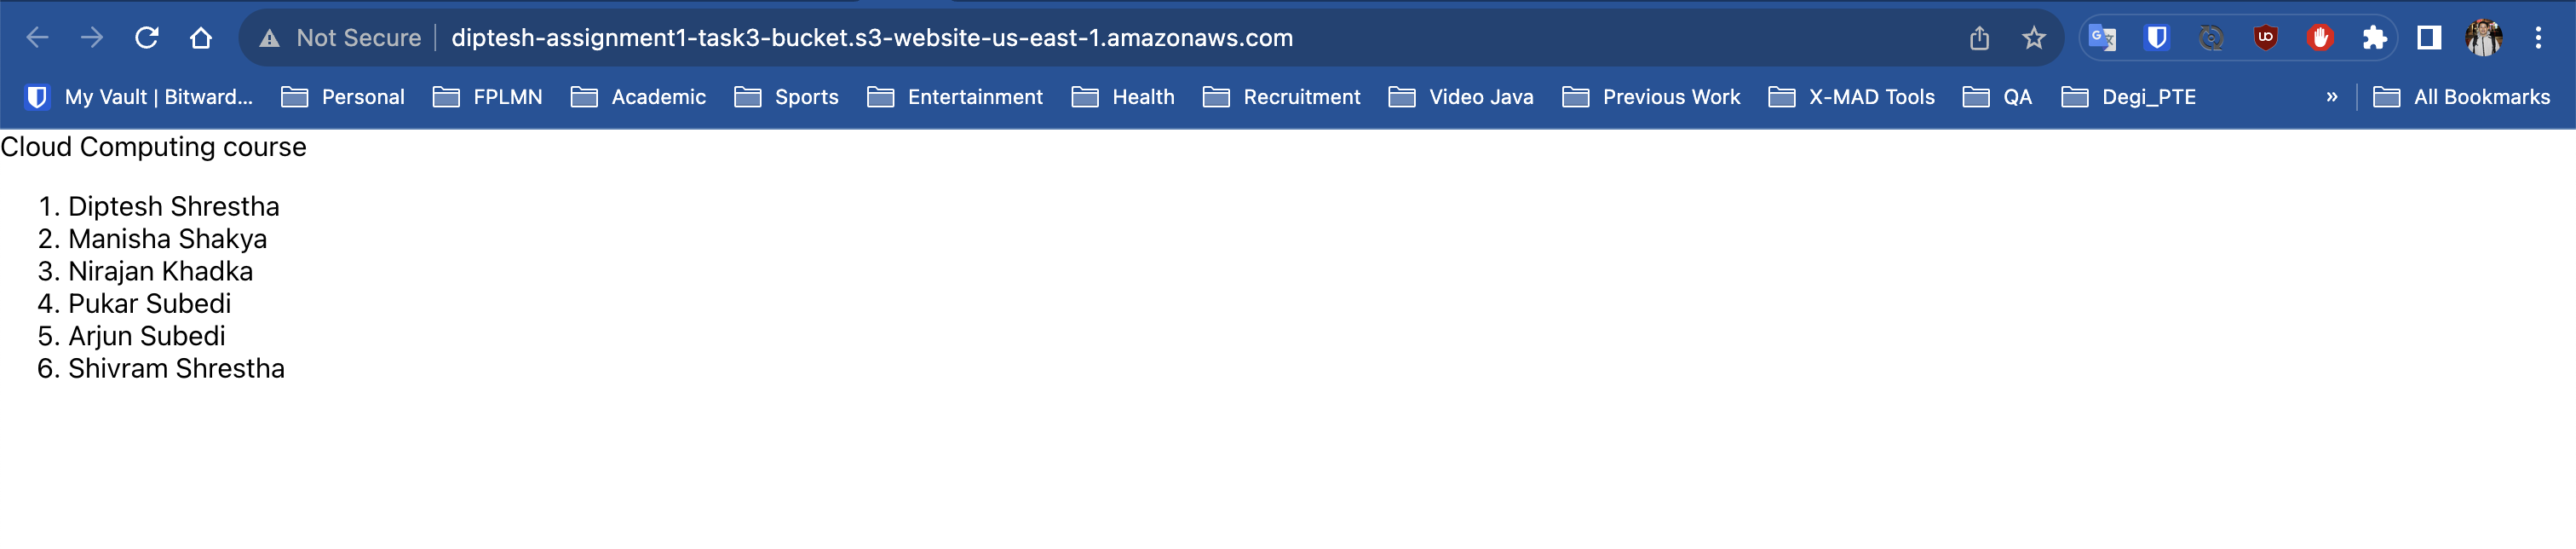 Not Secure diptesh-assignment1-task3-bucket.s3-website-us-east-1.amazonaws.com
My Vault | Bitward... Personal FPLMN Academic Sports Entertainment Health Recruitment Video Java Previous Work X-MAD Tools QA Degi_PTE » All Bookmarks
Cloud Computing course
1. Diptesh Shrestha
2. Manisha Shakya
3. Nirajan Khadka
4. Pukar Subedi
5. Arjun Subedi
6. Shivram Shrestha